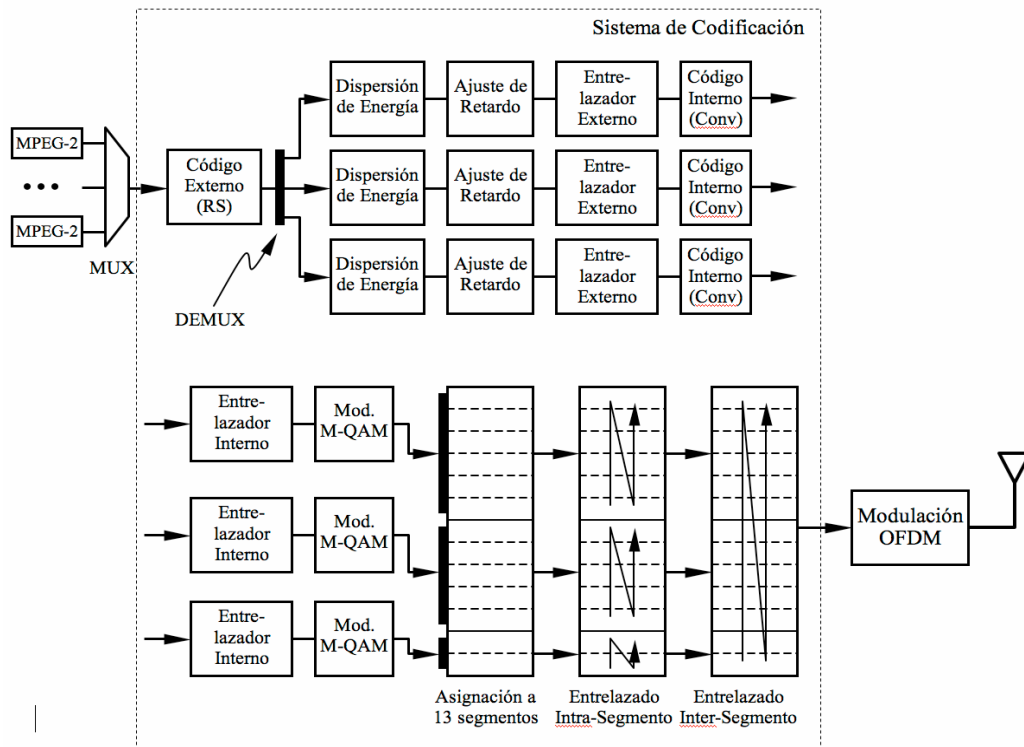 Sistema de Codificación
MPEG-2
MPEG-2
MUX
Código
Externo
(RS)
DEMUX
Dispersión
de Energía
Ajuste de
Retardo
Entre-
lazador
Externo
Código
Interno
(Conv)
Dispersión
de Energía
Ajuste de
Retardo
Entre-
lazador
Externo
Código
Interno
(Conv)
Dispersión
de Energía
Ajuste de
Retardo
Entre-
lazador
Externo
Código
Interno
(Conv)
Entre-
lazador
Interno
Mod.
M-QAM
Entre-
lazador
Interno
Mod.
M-QAM
Entre-
lazador
Interno
Mod.
M-QAM
Asignación a
13 segmentos
Entrelazado
Intra-Segmento
Entrelazado
Inter-Segmento
Modulación
OFDM